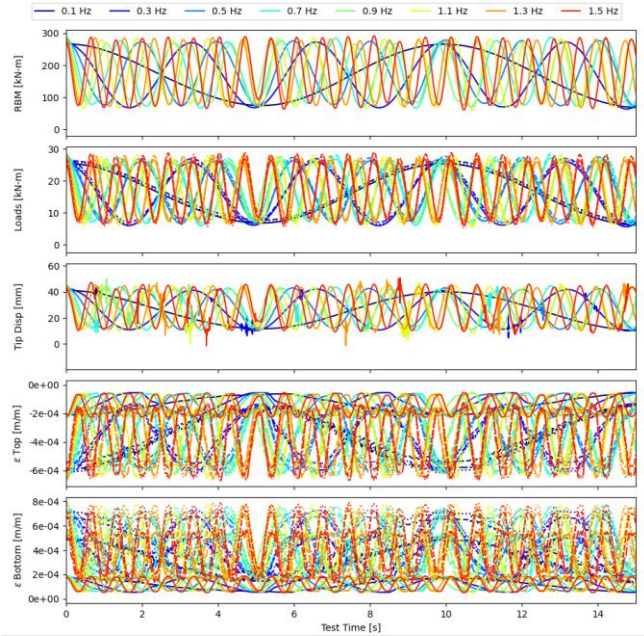 0.1 Hz 0.3 Hz 0.5 Hz 0.7 Hz 0.9 Hz 1.1 Hz 1.3 Hz 1.5 Hz
300
200
100
0
RBM [kN-m]
30
20
10
0
Loads [kN-m]
60
40
20
0
Tip Disp [mm]
0e+00
-2e-04
-4e-04
-6e-04
ε Top [m/m]
8e-04
6e-04
4e-04
2e-04
0e+00
ε Bottom [m/m]
0 2 4 6 8 10 12 14
Test Time [s]